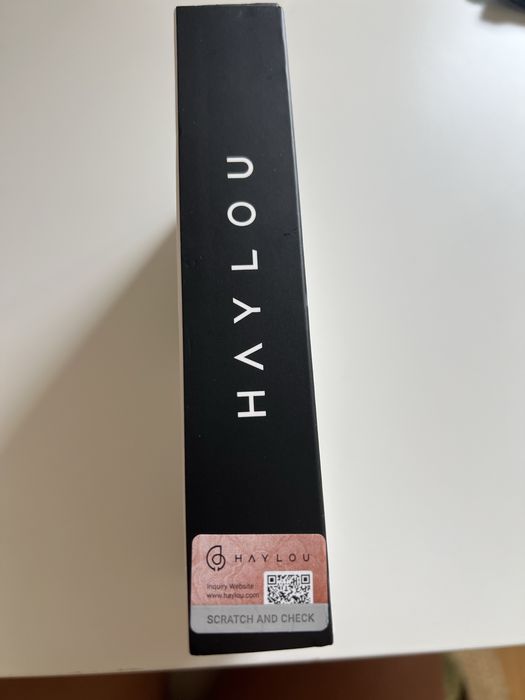 HAYLOU
HAYLOU
Inquiry Website
www.haylou.com
SCRATCH AND CHECK